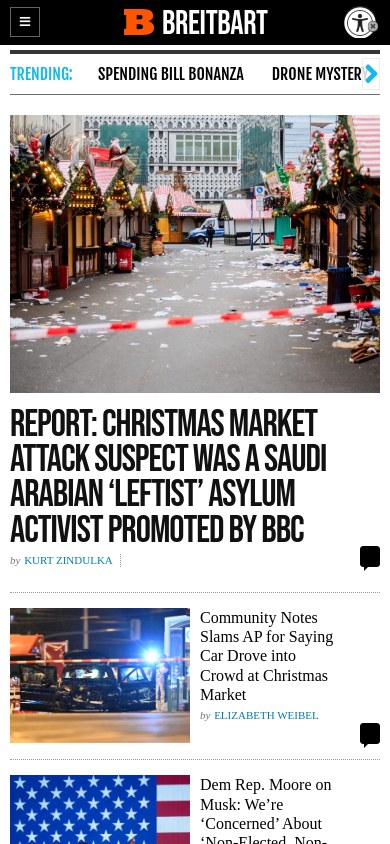 BREITBART
TRENDING: SPENDING BILL BONANZA DRONE MYSTER
REPORT: CHRISTMAS MARKET
ATTACK SUSPECT WAS A SAUDI
ARABIAN ‘LEFTIST’ ASYLUM
ACTIVIST PROMOTED BY BBC
by KURT ZINDULKA
Community Notes
Slams AP for Saying
Car Drove into
Crowd at Christmas
Market
by ELIZABETH WEIBEL
Dem Rep. Moore on
Musk: We’re
‘Concerned’ About
‘Non-Elected, Non-